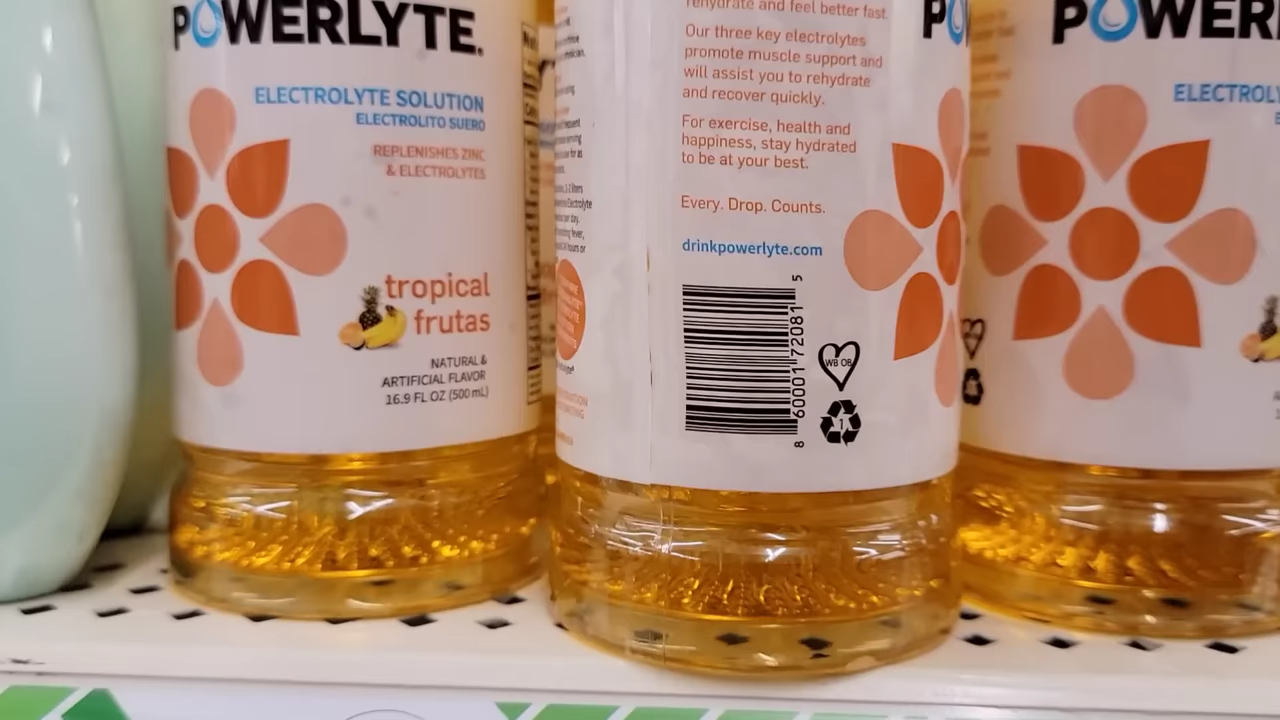 POWERLYTE.
ELECTROLYTE SOLUTION
ELECTROLITO SUERO
REPLENISHES ZINC
& ELECTROLYTES
tropical
frutas
NATURAL &
ARTIFICIAL FLAVOR
16.9 FL OZ (500 mL)
rehydrate and feel better fast.
Our three key electrolytes
promote muscle support and
will assist you to rehydrate
and recover quickly.
For exercise, health and
happiness, stay hydrated
to be at your best.
Every. Drop. Counts.
drinkpowerlyte.com
8 60001 72081 5
WB OB
1
PO
POWER
ELECTROLY